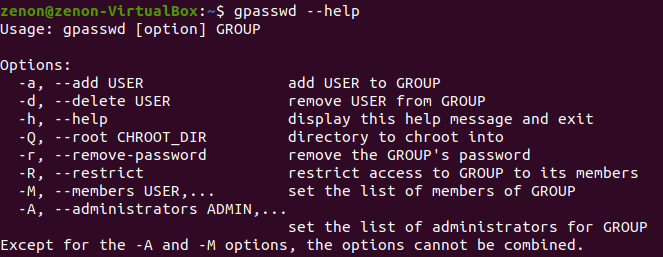 zenon@zenon-VirtualBox:~$ gpasswd --help
Usage: gpasswd [option] GROUP

Options:
  -a, --add USER                add USER to GROUP
  -d, --delete USER             remove USER from GROUP
  -h, --help                    display this help message and exit
  -Q, --root CHROOT_DIR         directory to chroot into
  -r, --remove-password         remove the GROUP's password
  -R, --restrict                restrict access to GROUP to its members
  -M, --members USER,...        set the list of members of GROUP
  -A, --administrators ADMIN,...
                                set the list of administrators for GROUP
Except for the -A and -M options, the options cannot be combined.